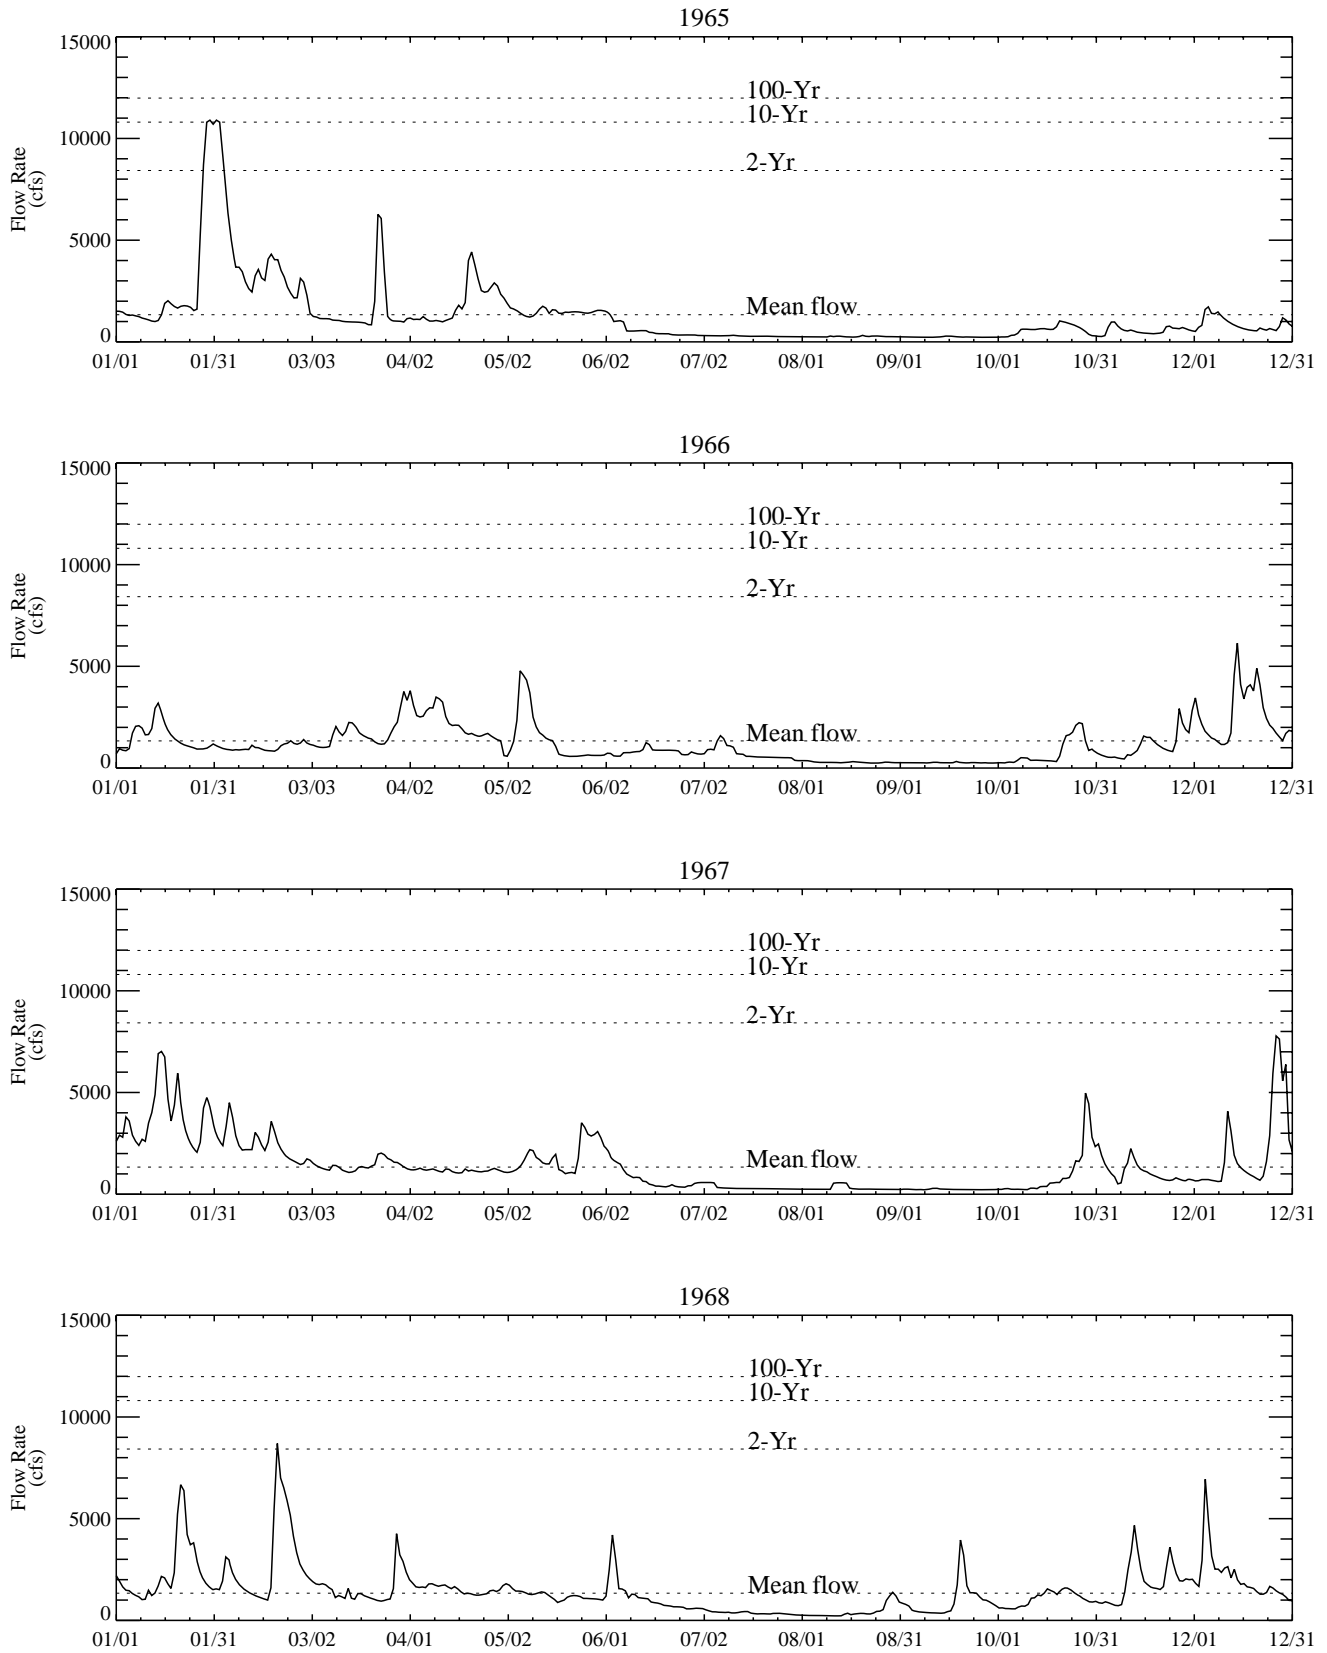 1965
15000
100-Yr
10-Yr
10000
2-Yr
Flow Rate
(cfs)
5000
Mean flow
0
01/01 01/31 03/03 04/02 05/02 06/02 07/02 08/01 09/01 10/01 10/31 12/01 12/31
1966
15000
100-Yr
10-Yr
10000
2-Yr
Flow Rate
(cfs)
5000
Mean flow
0
01/01 01/31 03/03 04/02 05/02 06/02 07/02 08/01 09/01 10/01 10/31 12/01 12/31
1967
15000
100-Yr
10-Yr
10000
2-Yr
Flow Rate
(cfs)
5000
Mean flow
0
01/01 01/31 03/03 04/02 05/02 06/02 07/02 08/01 09/01 10/01 10/31 12/01 12/31
1968
15000
100-Yr
10-Yr
10000
2-Yr
Flow Rate
(cfs)
5000
Mean flow
0
01/01 01/31 03/02 04/01 05/02 06/01 07/02 08/01 08/31 10/01 10/31 12/01 12/31